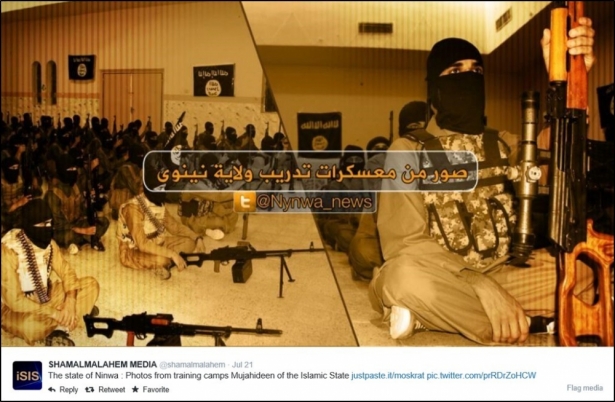 صور من معسكرات تدريب ولاية نينوى
@Nynwa_news
iSIS
SHAMALMALAHEM MEDIA @shamalmalahem · Jul 21
The state of Ninwa : Photos from training camps Mujahideen of the Islamic State justpaste.it/moskrat pic.twitter.com/prRDrZoHCW
Reply Retweet Favorite More
Flag media